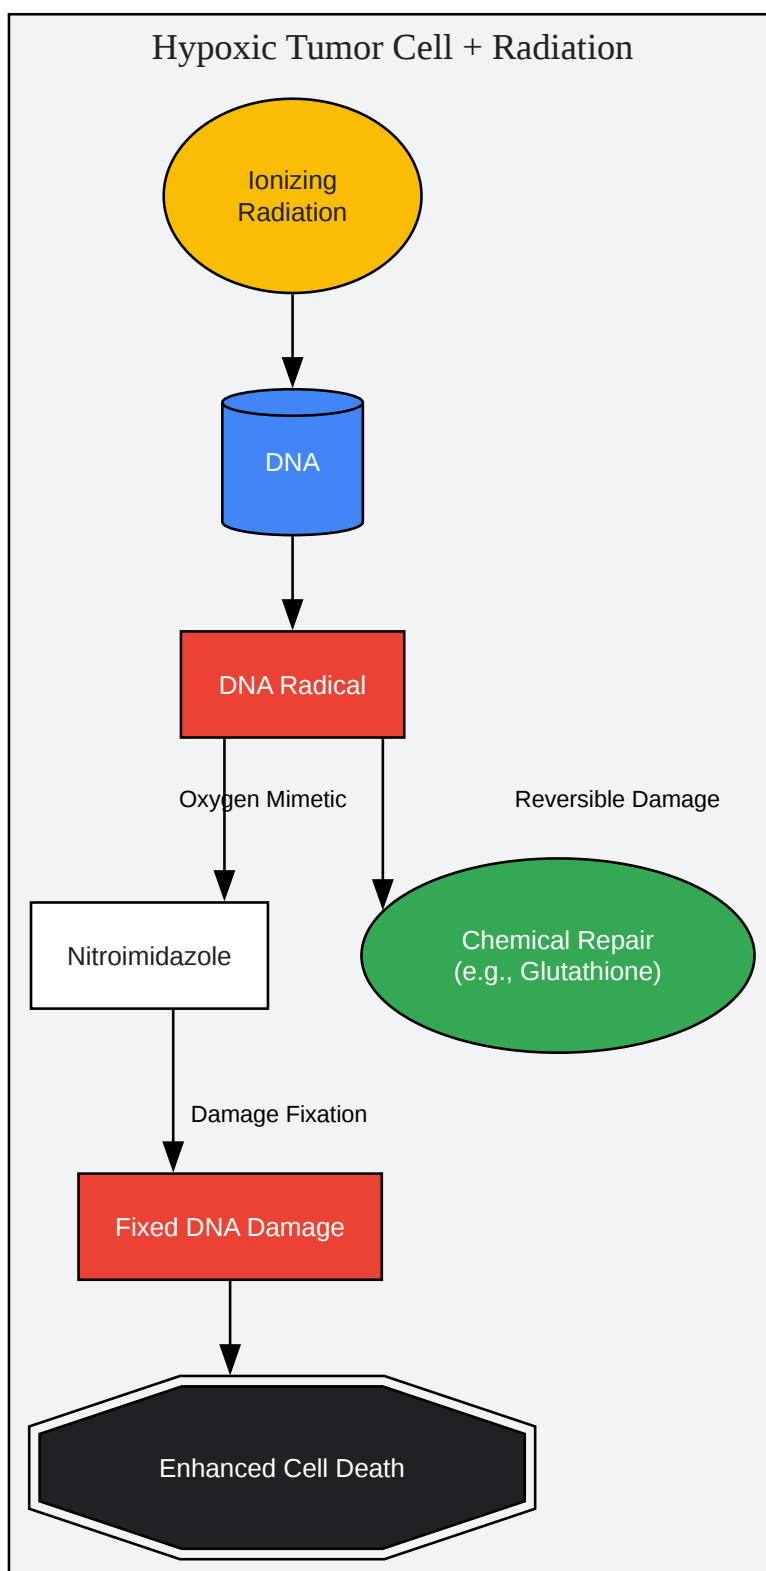 Hypoxic Tumor Cell + Radiation
Ionizing
Radiation
DNA
DNA Radical
Oxygen Mimetic
Reversible Damage
Nitroimidazole
Chemical Repair
(e.g., Glutathione)
Damage Fixation
Fixed DNA Damage
Enhanced Cell Death